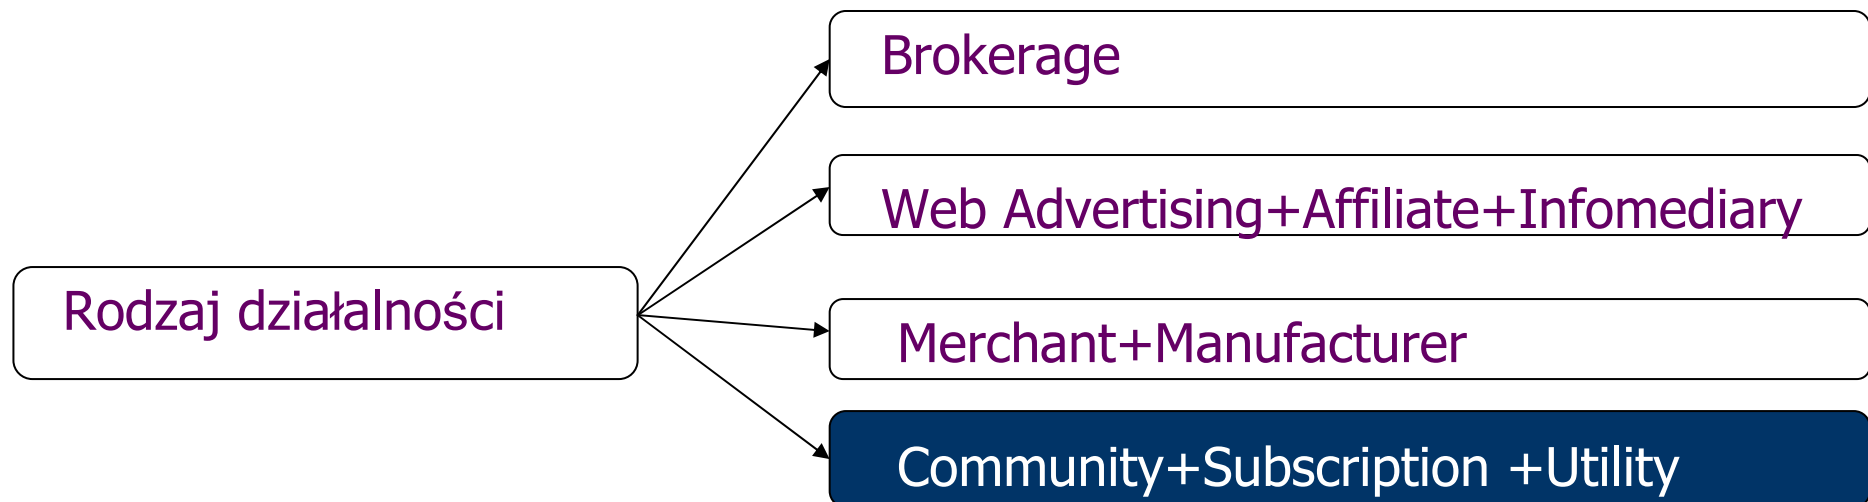 Brokerage
Web Advertising+Affiliate+Infomediary
Rodzaj działalności
Merchant+Manufacturer
Community+Subscription +Utility